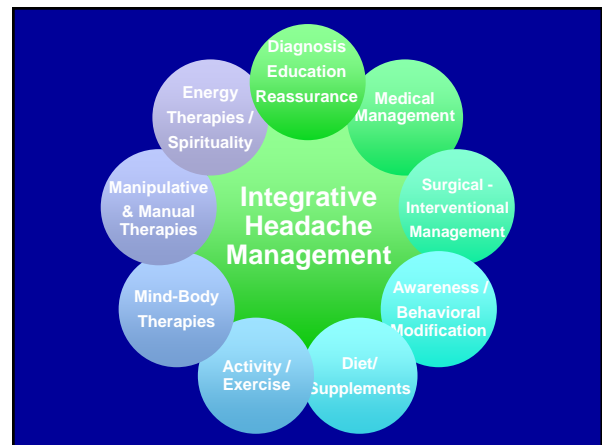 Diagnosis
Education
Reassurance
Medical
Management
Surgical -
Interventional
Management
Awareness /
Behavioral
Modification
Diet/
Supplements
Activity /
Exercise
Mind-Body
Therapies
Manipulative
& Manual
Therapies
Energy
Therapies /
Spirituality
Integrative
Headache
Management